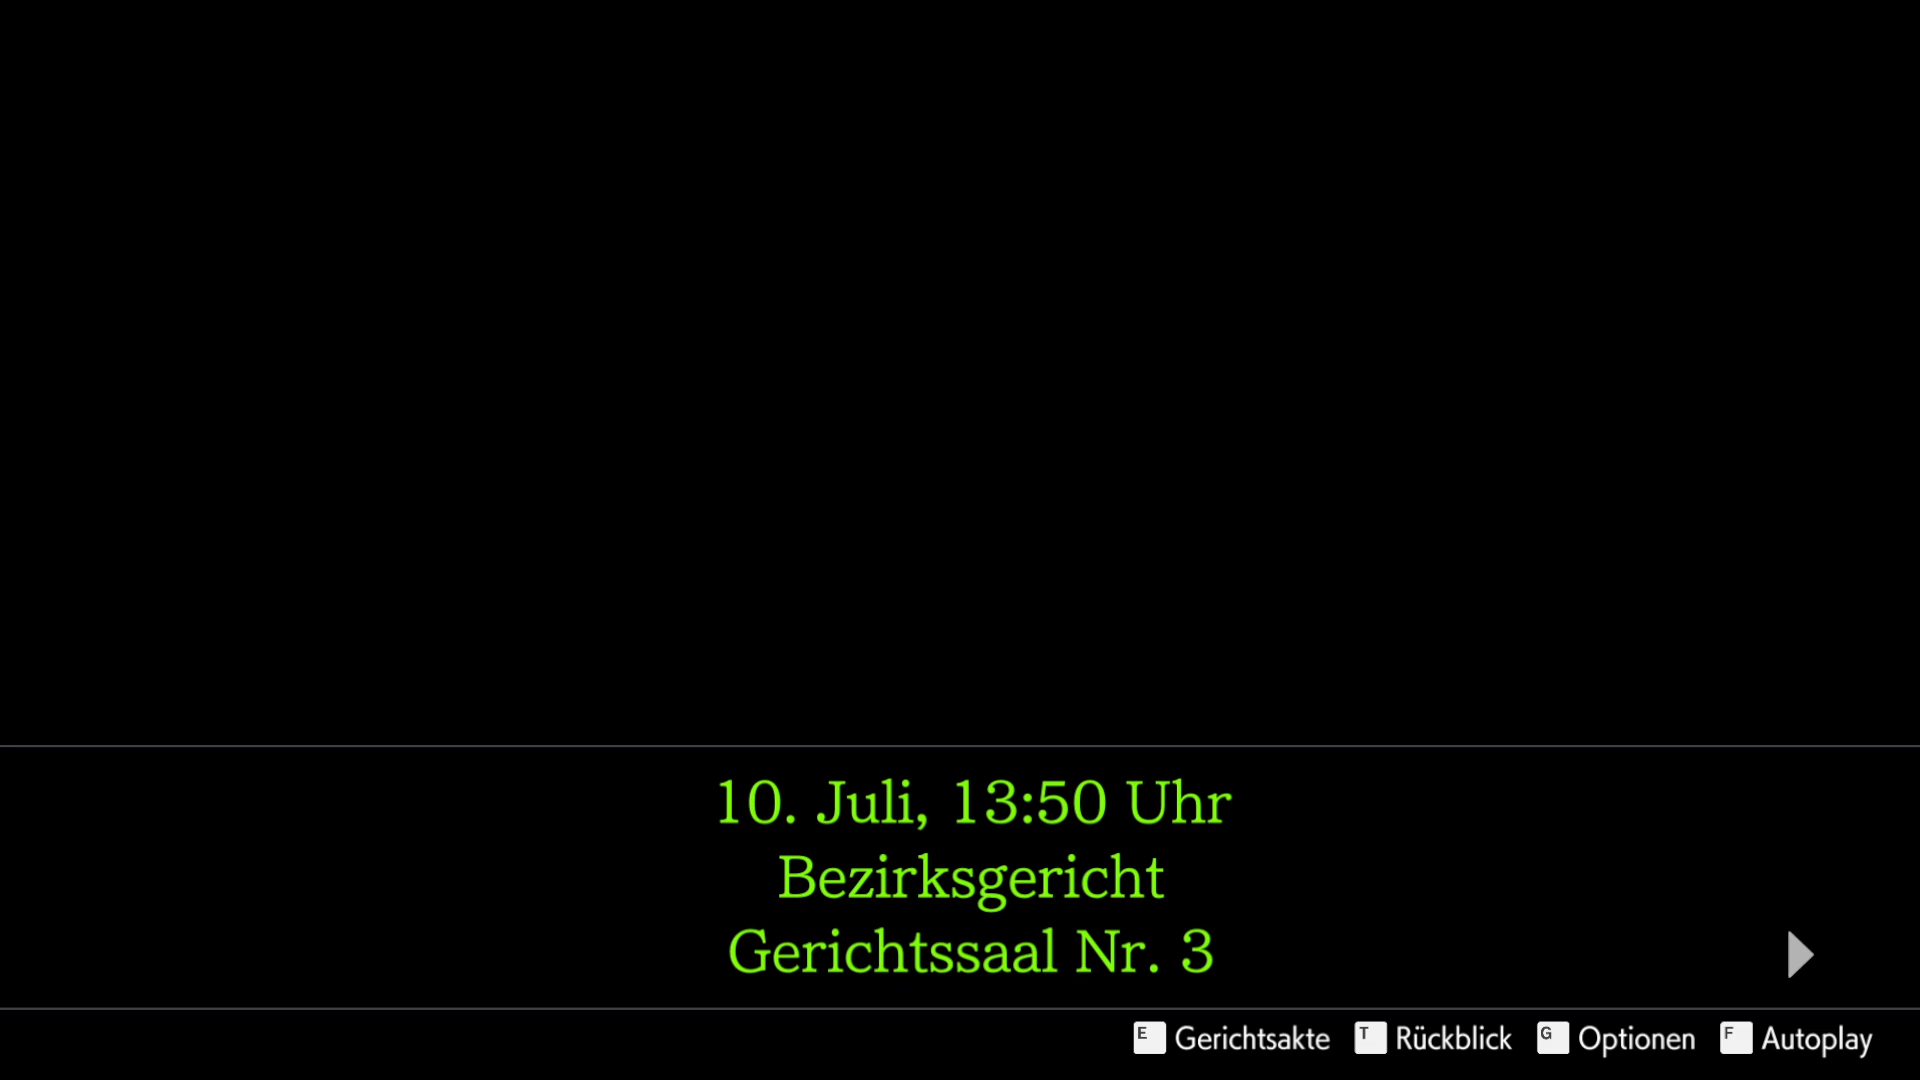 10. Juli, 13:50 Uhr
Bezirksgericht
Gerichtssaal Nr. 3
E Gerichtsakte T Rückblick G Optionen F Autoplay